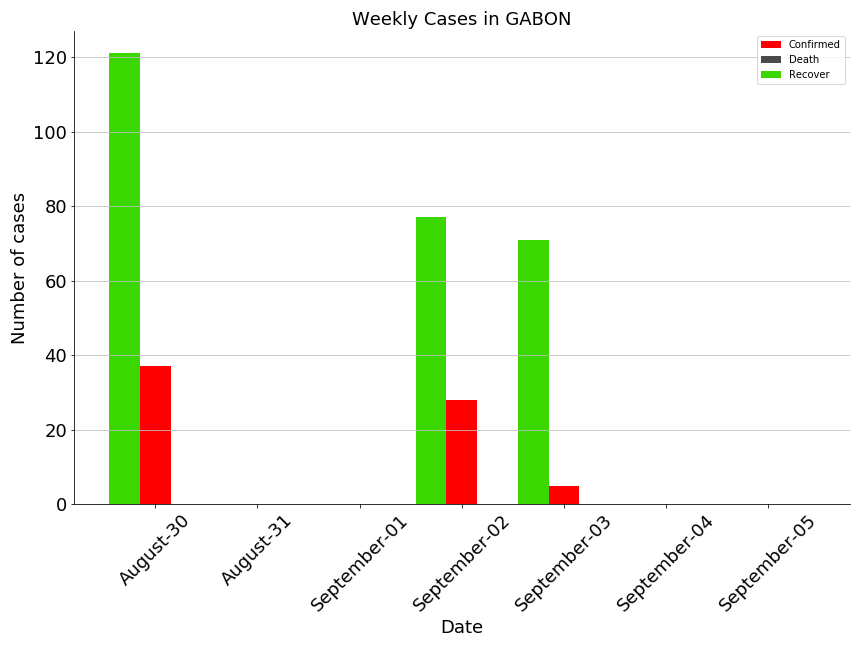 Weekly Cases in GABON
Confirmed
Death
Recover
Number of cases
120
100
80
60
40
20
0
August-30
August-31
September-01
September-02
September-03
September-04
September-05
Date